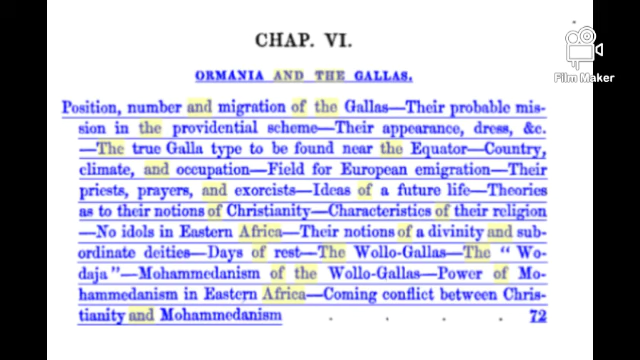 CHAP. VI.
Film Maker
ORMANIA AND THE GALLAS.
Position, number and migration of the Gallas—Their probable mis-
sion in the providential scheme—Their appearance, dress, &c.
—The true Galla type to be found near the Equator—Country,
climate, and occupation—Field for European emigration—Their
priests, prayers, and exorcists—Ideas of a future life—Theories
as to their notions of Christianity—Characteristics of their religion
—No idols in Eastern Africa—Their notions of a divinity and sub-
ordinate deities—Days of rest—The Wollo-Gallas—The “ Wo-
daja”—Mohammedanism of the Wollo-Gallas—Power of Mo-
hammedanism in Eastern Africa—Coming conflict between Chris-
tianity and Mohammedanism . . . . 72